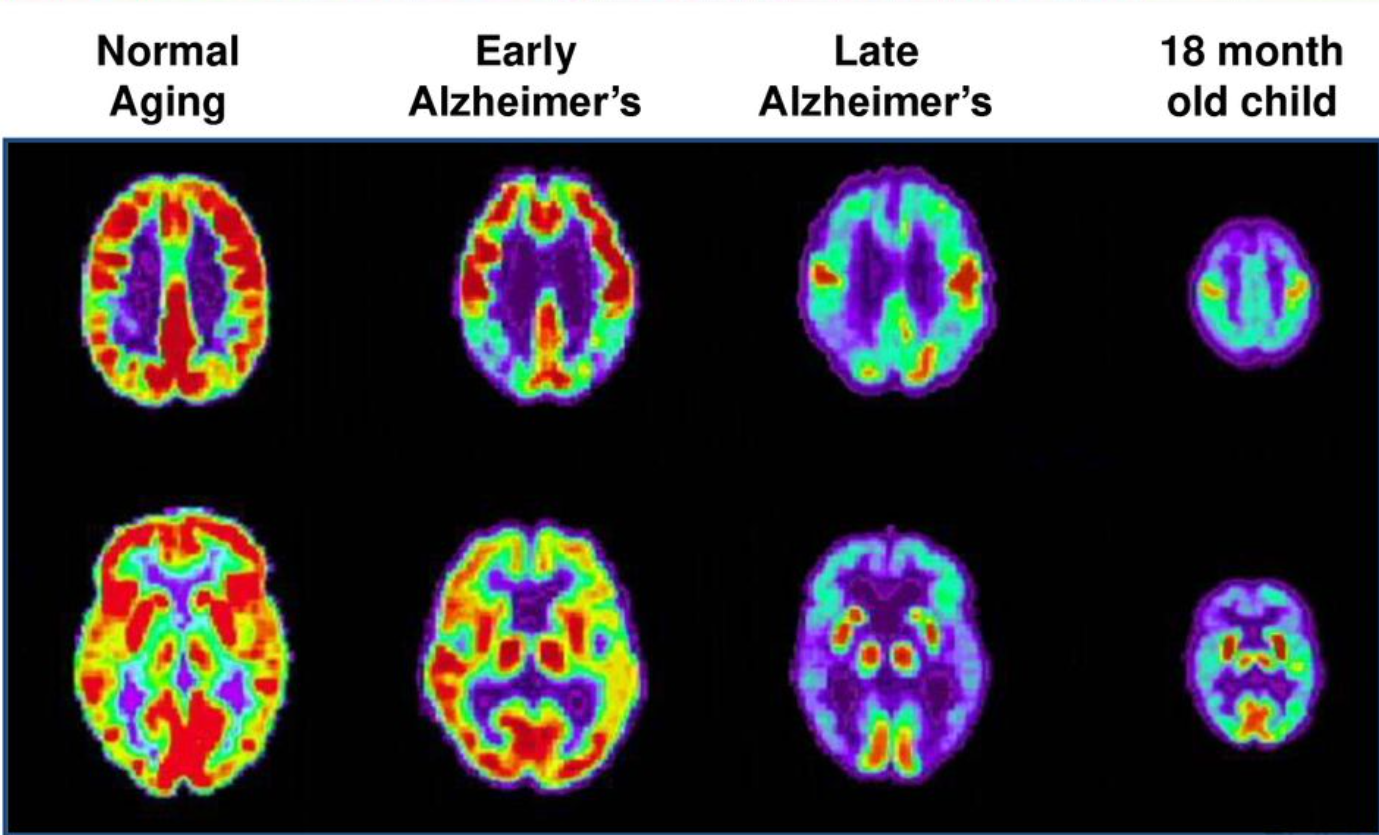 Normal
Aging
Early
Alzheimer’s
Late
Alzheimer’s
18 month
old child